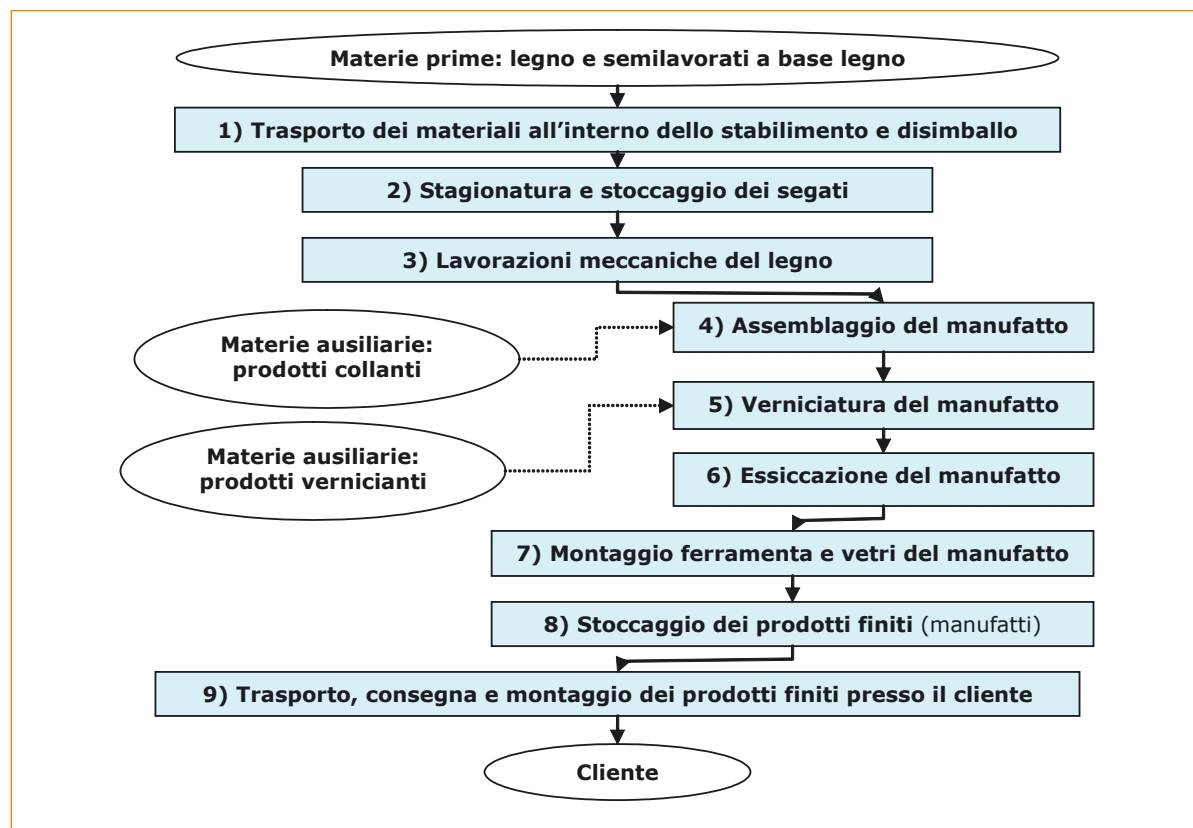 Materie prime: legno e semilavorati a base legno
1) Trasporto dei materiali all’interno dello stabilimento e disimballo
2) Stagionatura e stoccaggio dei segati
3) Lavorazioni meccaniche del legno
4) Assemblaggio del manufatto
Materie ausiliarie:
prodotti collanti
5) Verniciatura del manufatto
Materie ausiliarie:
prodotti vernicianti
6) Essiccazione del manufatto
7) Montaggio ferramenta e vetri del manufatto
8) Stoccaggio dei prodotti finiti (manufatti)
9) Trasporto, consegna e montaggio dei prodotti finiti presso il cliente
Cliente